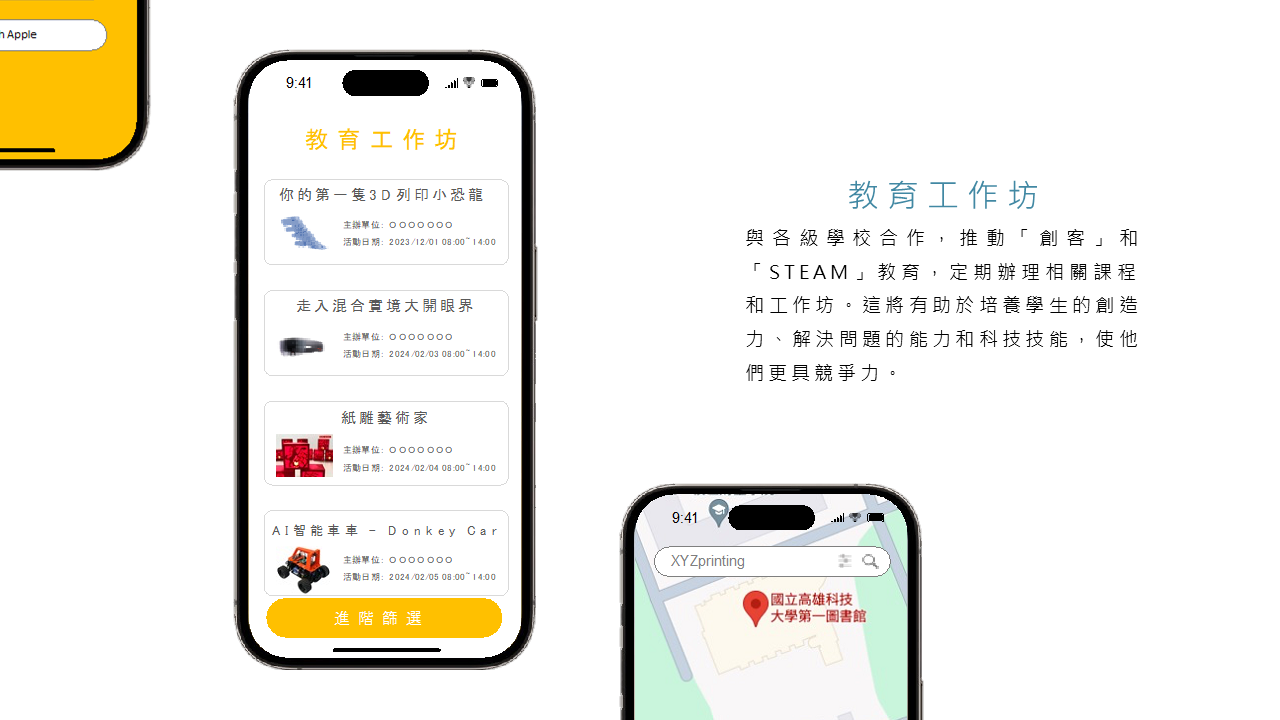 n Apple
9:41
教育工作坊
你的第一隻3D列印小恐龍
主辦單位: ○○○○○○○
活動日期: 2023/12/01 08:00~14:00
走入混合實境大開眼界
主辦單位: ○○○○○○○
活動日期: 2024/02/03 08:00~14:00
紙雕藝術家
主辦單位: ○○○○○○○
活動日期: 2024/02/04 08:00~14:00
AI智能車車 – Donkey Car
主辦單位: ○○○○○○○
活動日期: 2024/02/05 08:00~14:00
進階篩選
教育工作坊
與各級學校合作，推動「創客」和
「STEAM」教育，定期辦理相關課程
和工作坊。這將有助於培養學生的創造
力、解決問題的能力和科技技能，使他
們更具競爭力。
9:41
XYZprinting
國立高雄科技
大學第一圖書館